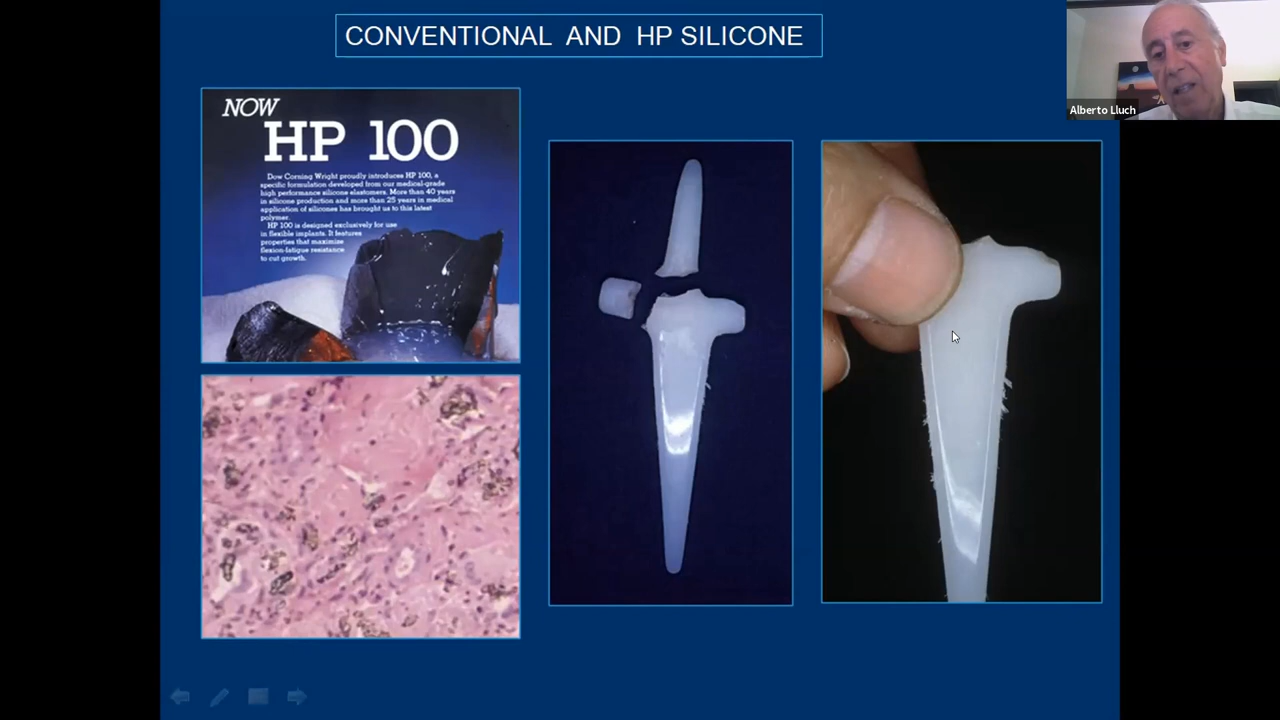 CONVENTIONAL AND HP SILICONE
Alberto Lluch
NOW
HP 100
Dow Corning Wright proudly introduces HP 100, a
specific formulation developed from our medical-grade
high performance silicone elastomers. More than 40 years
in silicone production and more than 25 years in medical
application of silicones has brought us to this latest
polymer.
HP 100 is designed exclusively for use
in flexible implants. It features
properties that maximise
flexion-fatigue resistance
to cut growth.